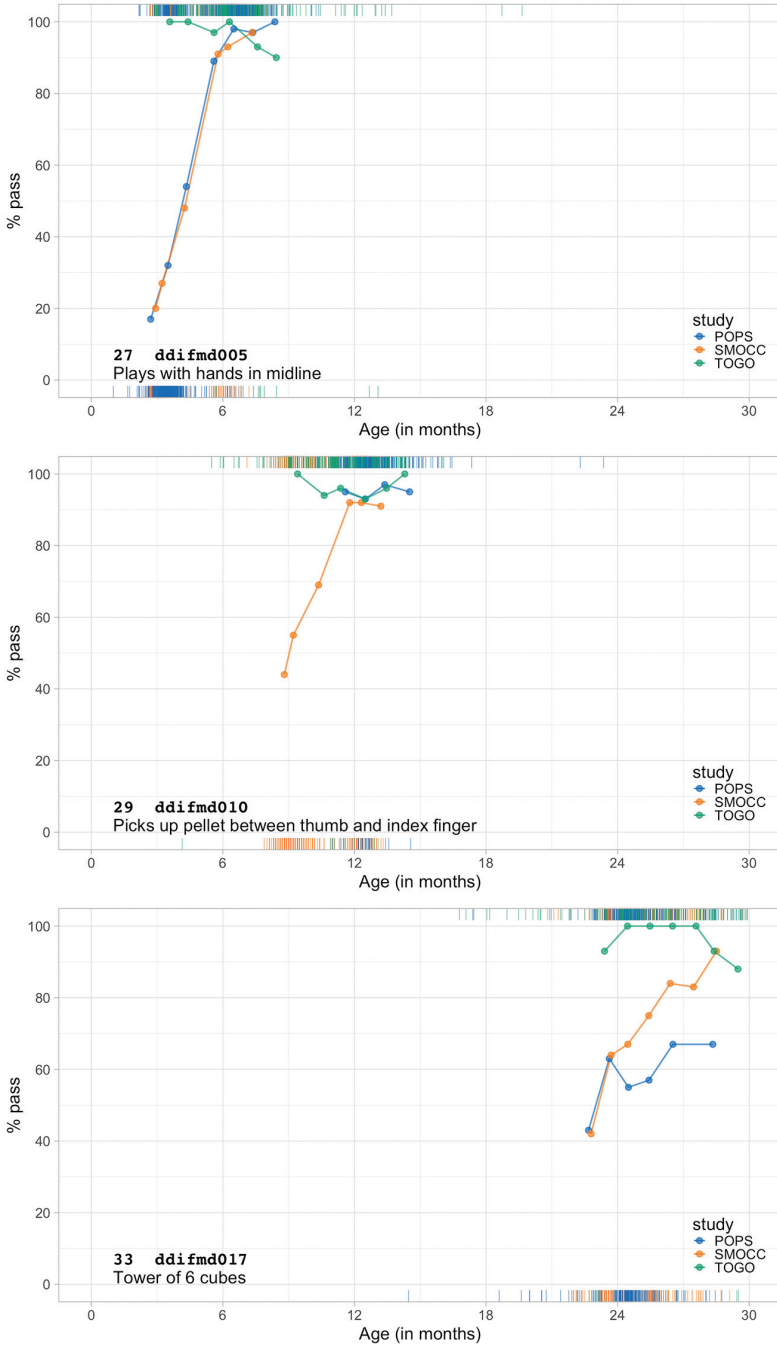 100
80
60
40
20
0
% pass
27 ddifmd005
Plays with hands in midline
study
POPS
SMOCC
TOGO
0 6 12 18 24 30
Age (in months)
100
80
60
40
20
0
% pass
29 ddifmd010
Picks up pellet between thumb and index finger
study
POPS
SMOCC
TOGO
0 6 12 18 24 30
Age (in months)
100
80
60
40
20
0
% pass
33 ddifmd017
Tower of 6 cubes
study
POPS
SMOCC
TOGO
0 6 12 18 24 30
Age (in months)